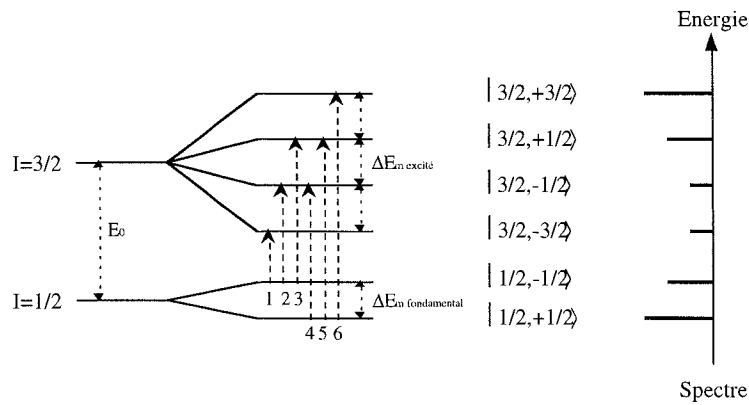 Energie
| 3/2,+3/2⟩
| 3/2,+1/2⟩
I=3/2
ΔEm excité
| 3/2,-1/2⟩
E0
| 3/2,-3/2⟩
| 1/2,-1/2⟩
I=1/2
1 2 3
ΔEm fondamental
| 1/2,+1/2⟩
4 5 6
Spectre